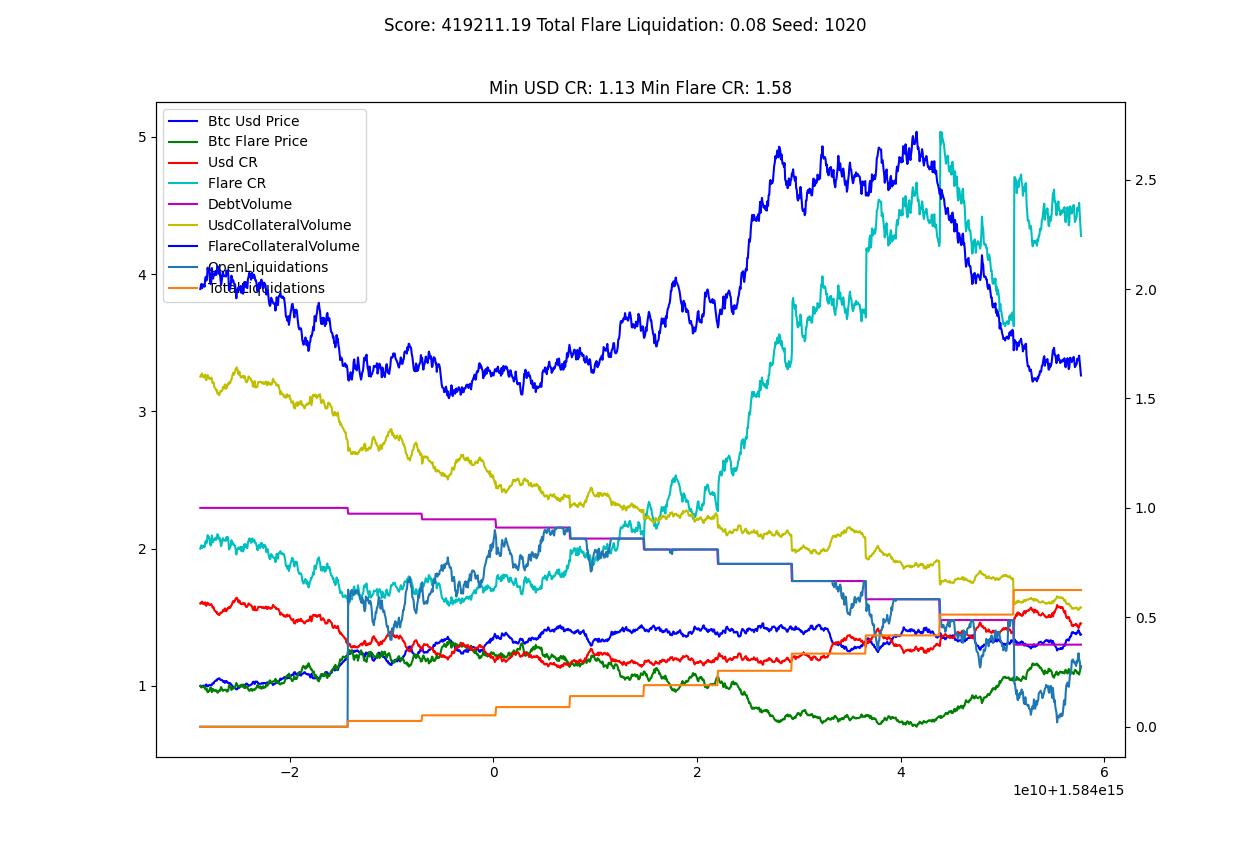 Score: 419211.19 Total Flare Liquidation: 0.08 Seed: 1020
Min USD CR: 1.13 Min Flare CR: 1.58
Btc Usd Price
Btc Flare Price
Usd CR
Flare CR
DebtVolume
UsdCollateralVolume
FlareCollateralVolume
OpenLiquidations
TotalLiquidations
5
4
3
2
1
2.5
2.0
1.5
1.0
0.5
0.0
−2
0
2
4
6
1e10+1.584e15